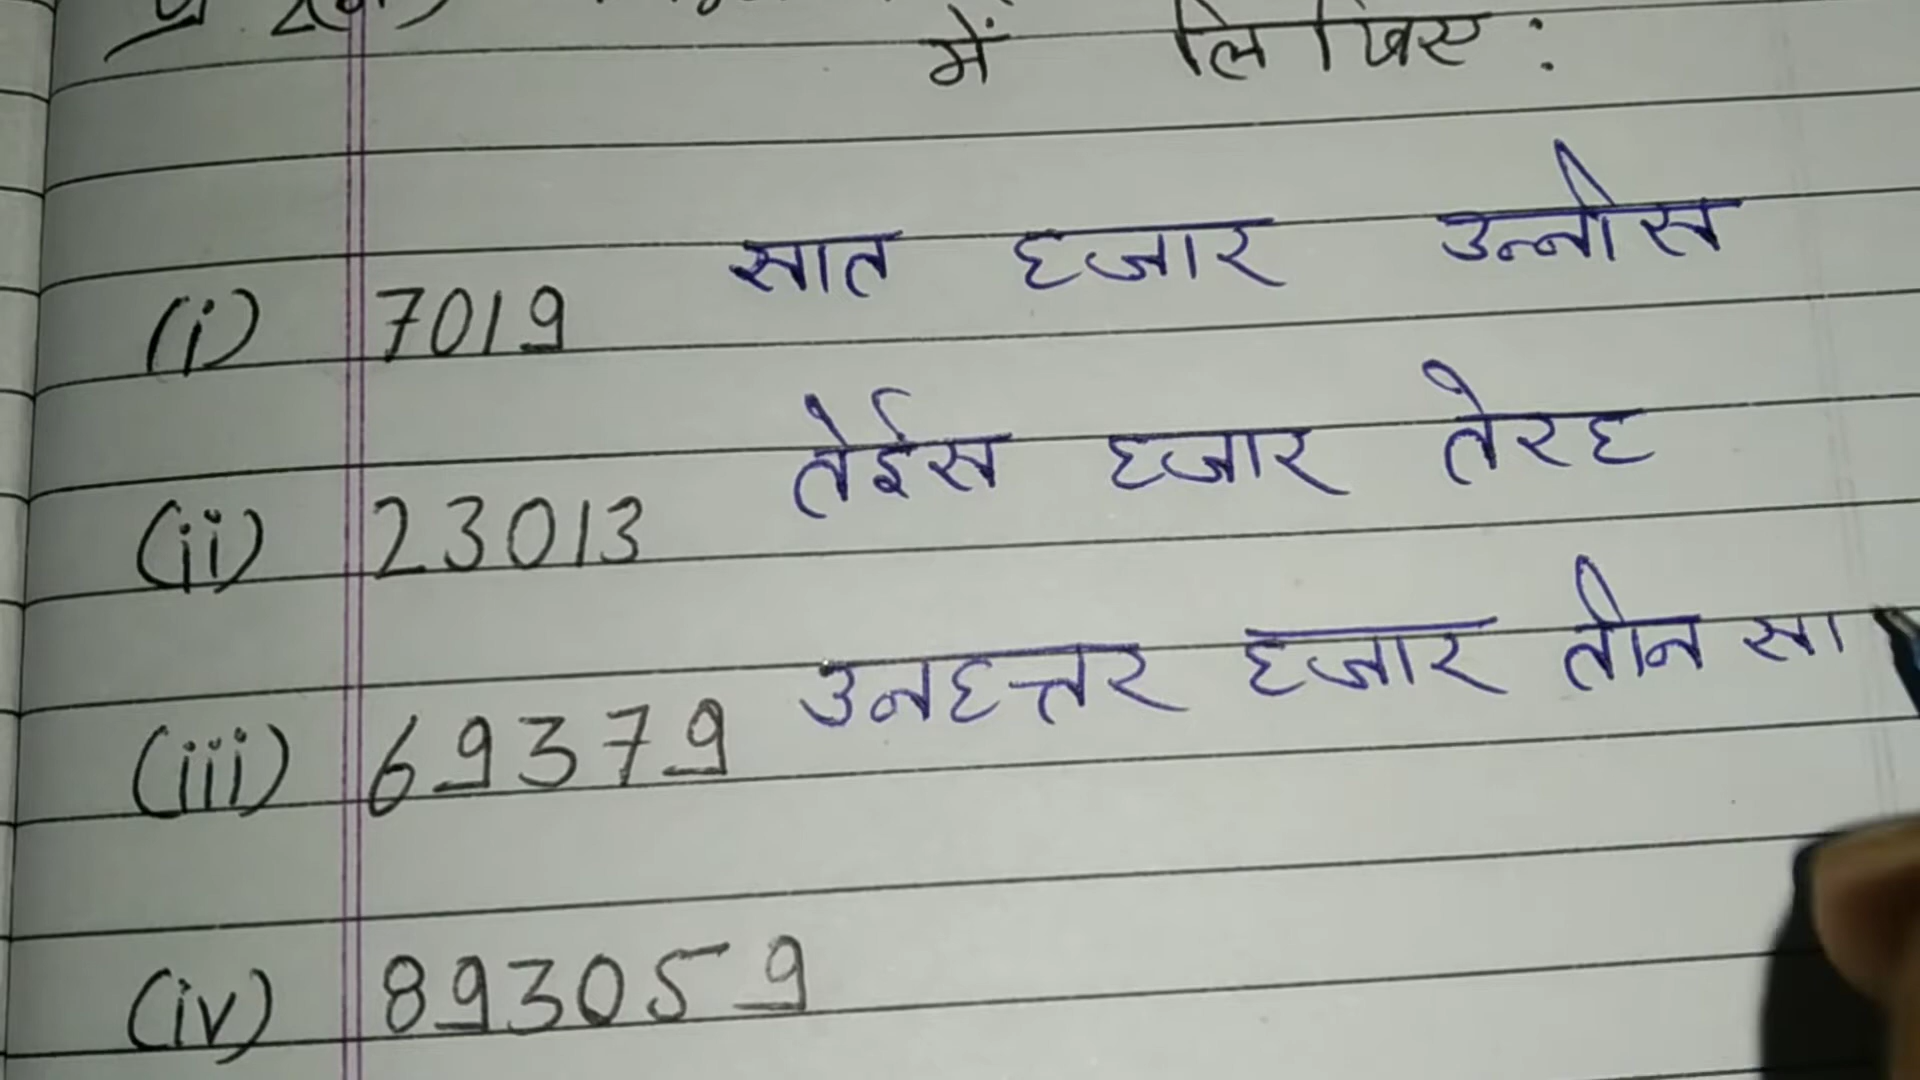 में लिखिए:
(i) 7019 सात हजार उन्नीस
(ii) 23013 तेईस हजार तेरह
(iii) 69379 उनहत्तर हजार तीन सा
(iv) 893059